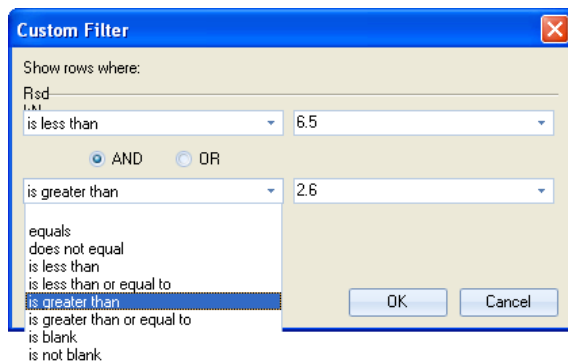 Custom Filter
Show rows where:
Rsd
kN
is less than 6.5
AND OR
is greater than 2.6
equals
does not equal
is less than
is less than or equal to
is greater than
is greater than or equal to
is blank
is not blank
OK Cancel